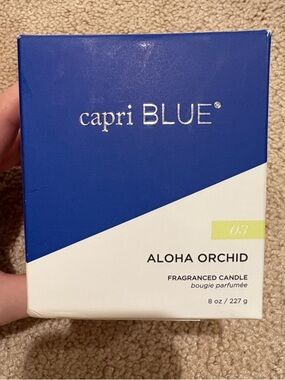 capri BLUE®
03
ALOHA ORCHID
FRAGRANCED CANDLE
bougie parfumée
8 oz / 227 g